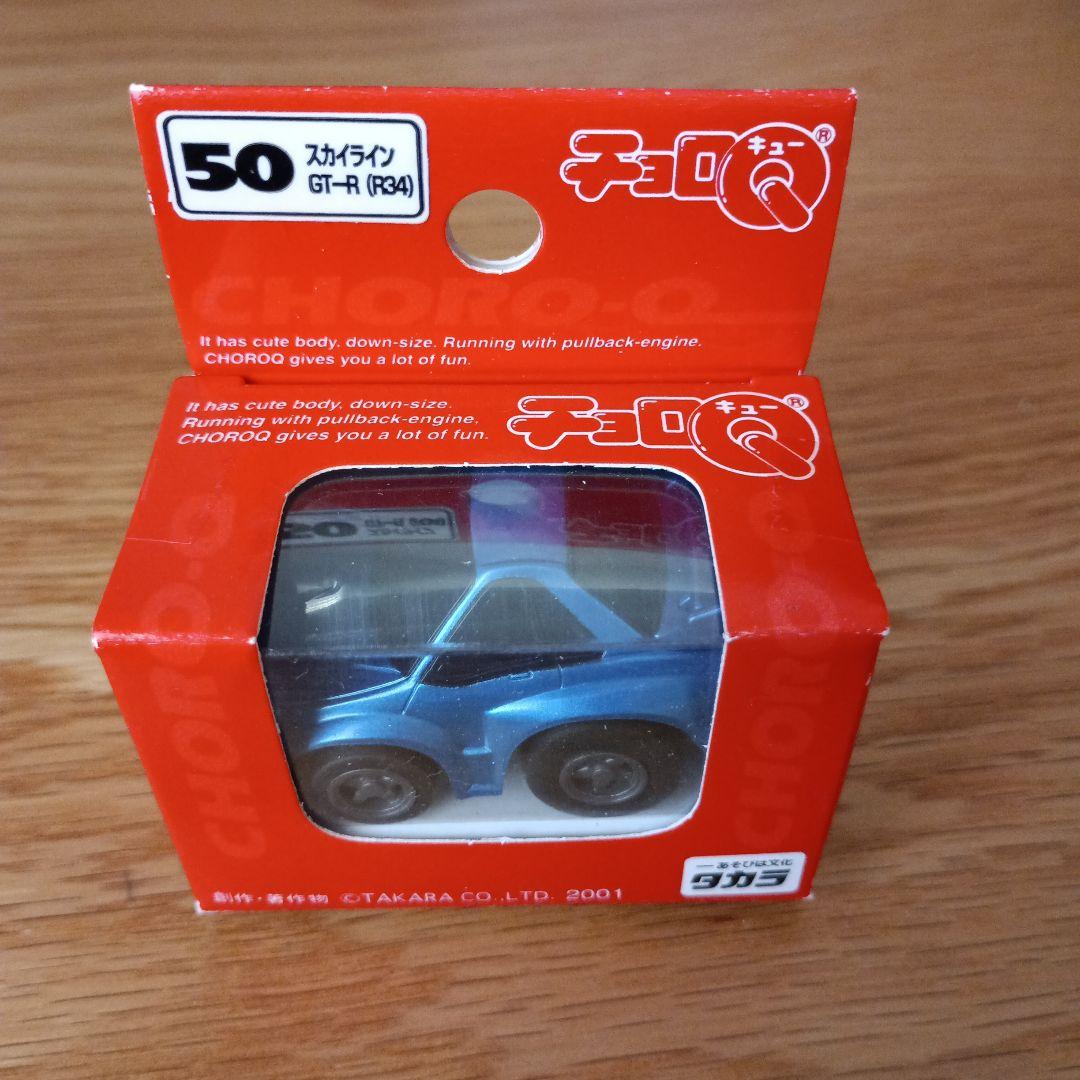 50
スカイライン
GT-R (R34)
チョロQ
キュー
®
CHORO-Q
It has cute body, down-size. Running with pullback-engine.
CHOROQ gives you a lot of fun.
It has cute body, down-size.
Running with pullback-engine.
CHOROQ gives you a lot of fun.
チョロQ
キュー
®
CHORO-Q
CHORO-Q
あそびは文化
タカラ
創作・著作物 ©TAKARA CO.,LTD. 2001